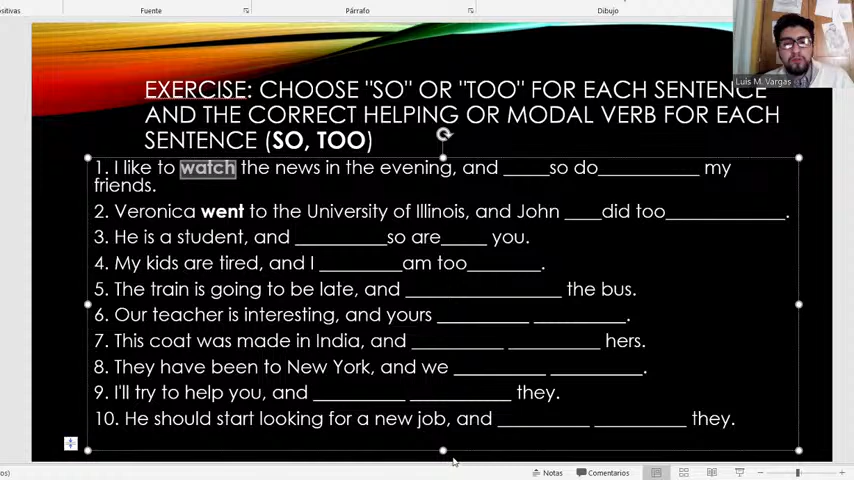 Fuente Párrafo Dibujo
Luis M. Vargas
EXERCISE: CHOOSE "SO" OR "TOO" FOR EACH SENTENCE
AND THE CORRECT HELPING OR MODAL VERB FOR EACH
SENTENCE (SO, TOO)
1. I like to watch the news in the evening, and _____so do___________ my
friends.
2. Veronica went to the University of Illinois, and John ____did too_____________.
3. He is a student, and __________so are_____ you.
4. My kids are tired, and I _________am too________.
5. The train is going to be late, and _________________ the bus.
6. Our teacher is interesting, and yours __________ __________.
7. This coat was made in India, and __________ __________ hers.
8. They have been to New York, and we __________ __________.
9. I'll try to help you, and __________ ___________ they.
10. He should start looking for a new job, and __________ __________ they.
Notas Comentarios